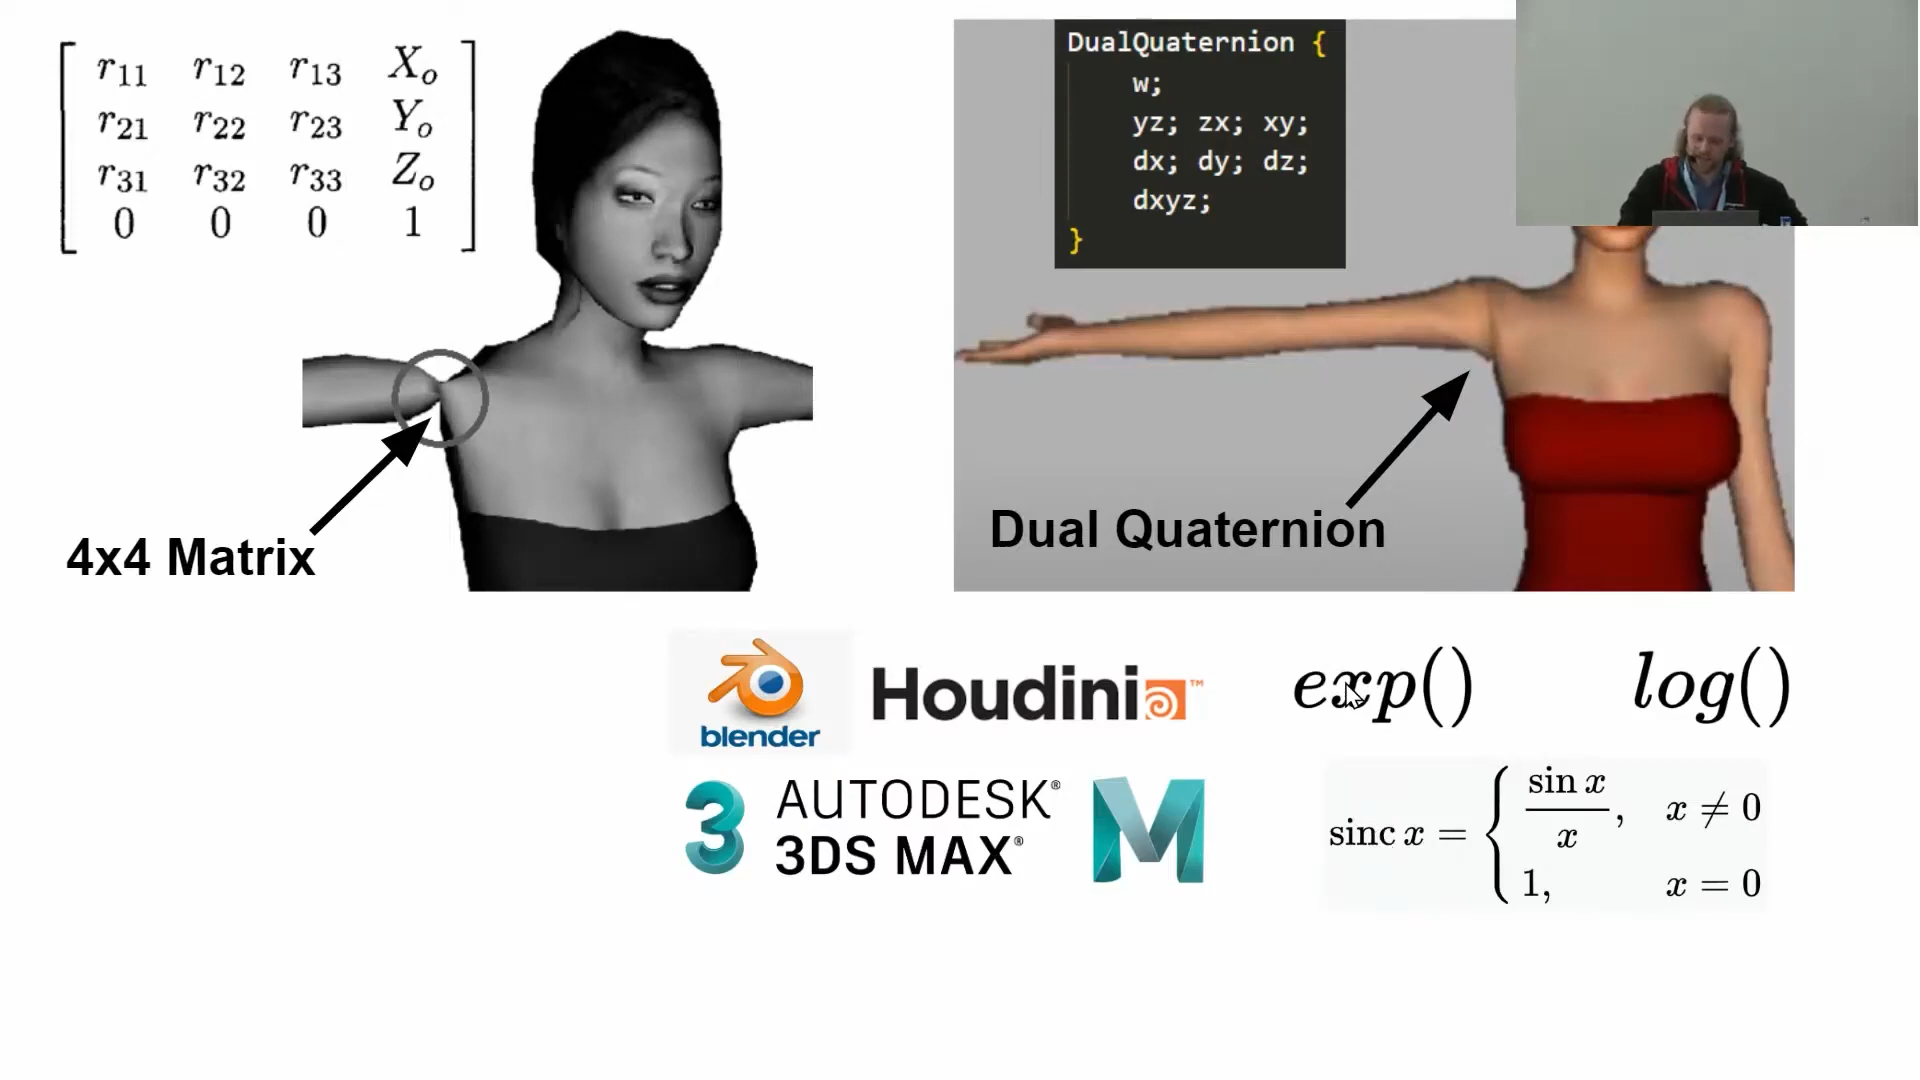 r11 r12 r13 Xo
r21 r22 r23 Yo
r31 r32 r33 Zo
0 0 0 1
4x4 Matrix
DualQuaternion {
w;
yz; zx; xy;
dx; dy; dz;
dxyz;
}
Dual Quaternion
blender
Houdini™
AUTODESK®
3DS MAX®
3
M
exp() log()
sinc x = { sin x / x, x ≠ 0
1, x = 0